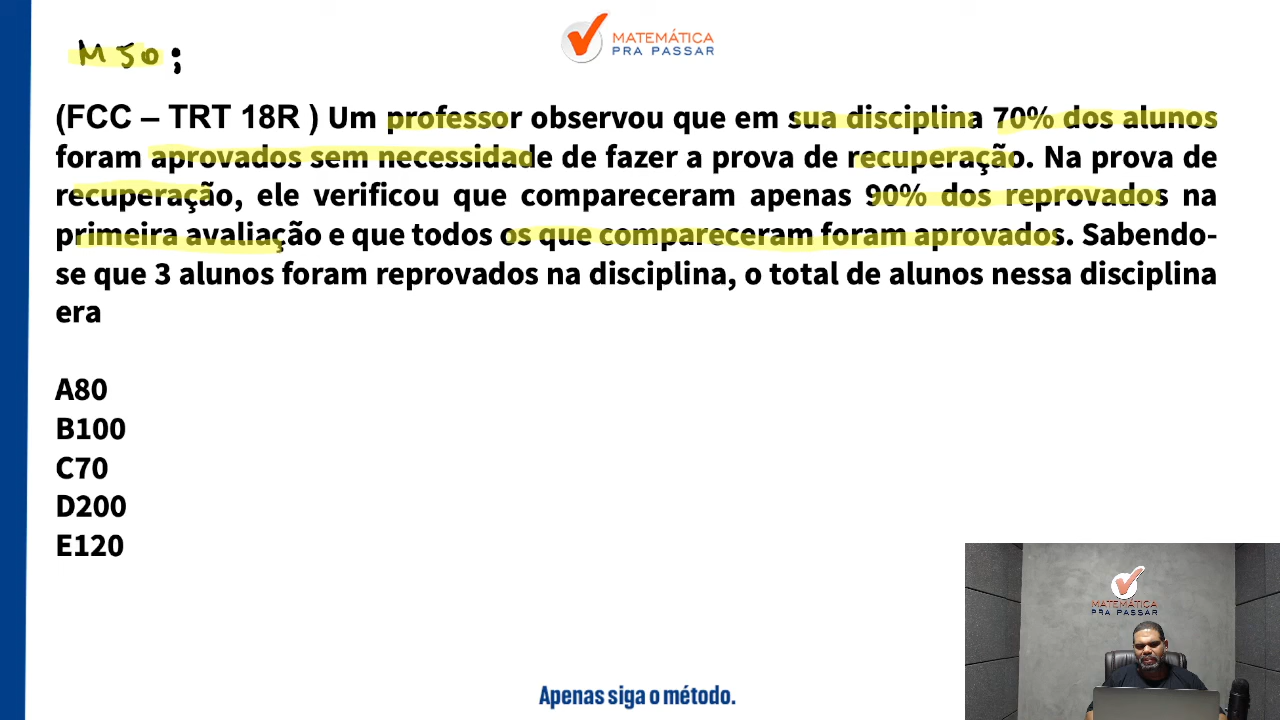 M50;
MATEMÁTICA
PRA PASSAR
(FCC – TRT 18R ) Um professor observou que em sua disciplina 70% dos alunos
foram aprovados sem necessidade de fazer a prova de recuperação. Na prova de
recuperação, ele verificou que compareceram apenas 90% dos reprovados na
primeira avaliação e que todos os que compareceram foram aprovados. Sabendo-
se que 3 alunos foram reprovados na disciplina, o total de alunos nessa disciplina
era
A80
B100
C70
D200
E120
MATEMÁTICA
PRA PASSAR
Apenas siga o método.